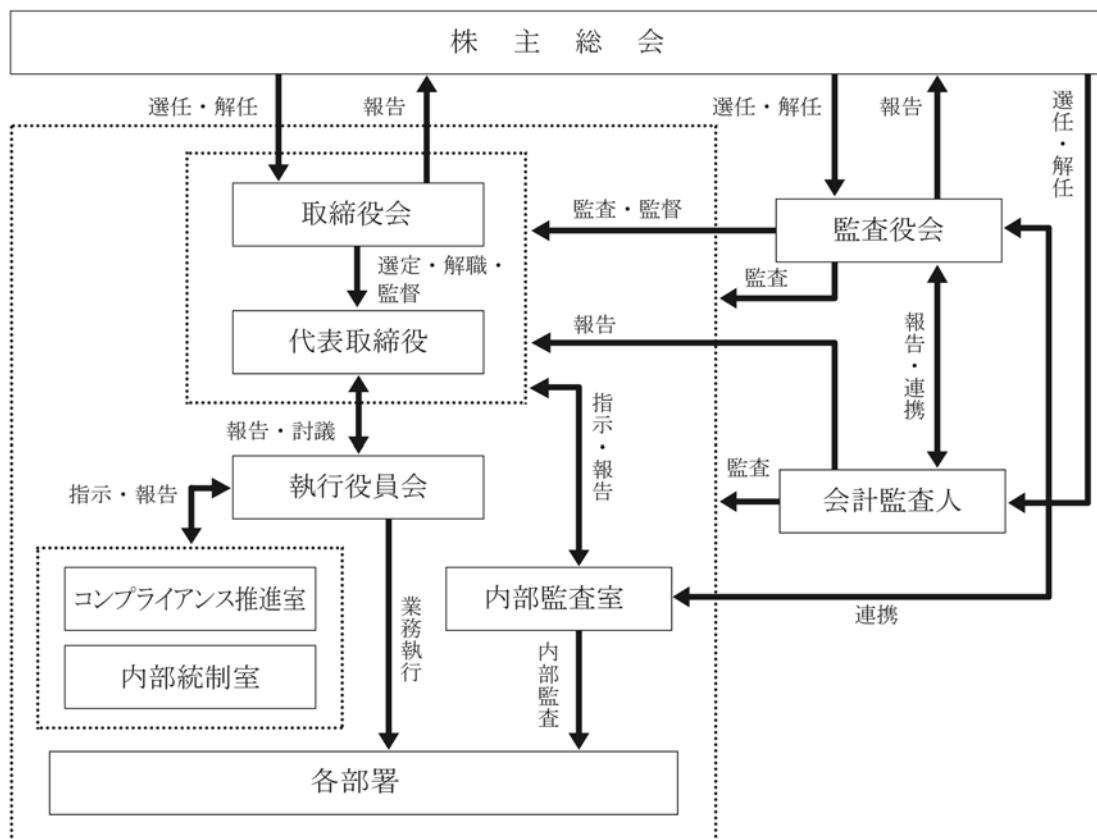 株主総会
選任・解任
報告
選任・解任
報告
選任・解任
取締役会
監査・監督
監査役会
選定・解職・
監督
監査
代表取締役
報告
報告・連携
報告・討議
指示・報告
執行役員会
指示・報告
監査
会計監査人
コンプライアンス推進室
内部統制室
業務執行
内部監査室
連携
内部監査
各部署